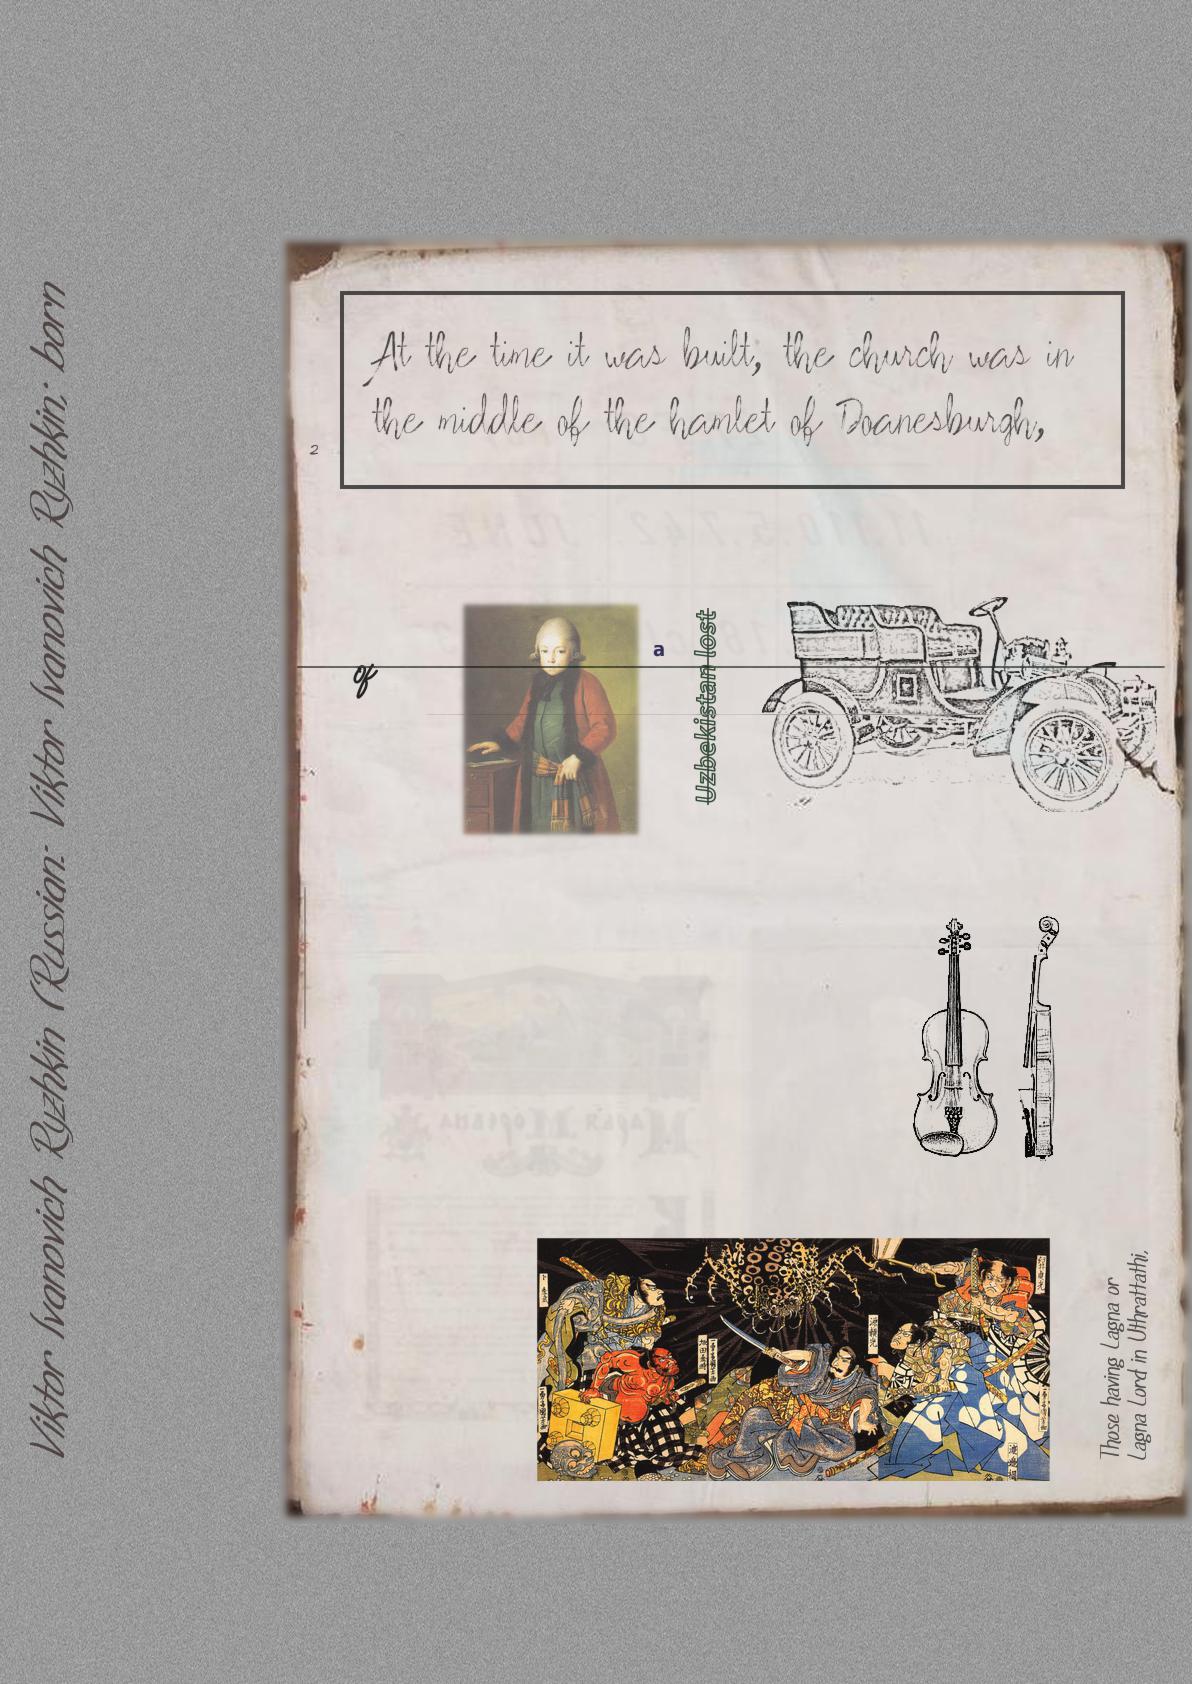 Viktor Ivanovich Ryzhkin (Russian: Viktor Ivanovich Ryzhkin; born
At the time it was built, the church was in
the middle of the hamlet of Doanesburgh,
2
of
a
Uzbekistan lost
Those having Lagna or
Lagna Lord in Uthrattathi,